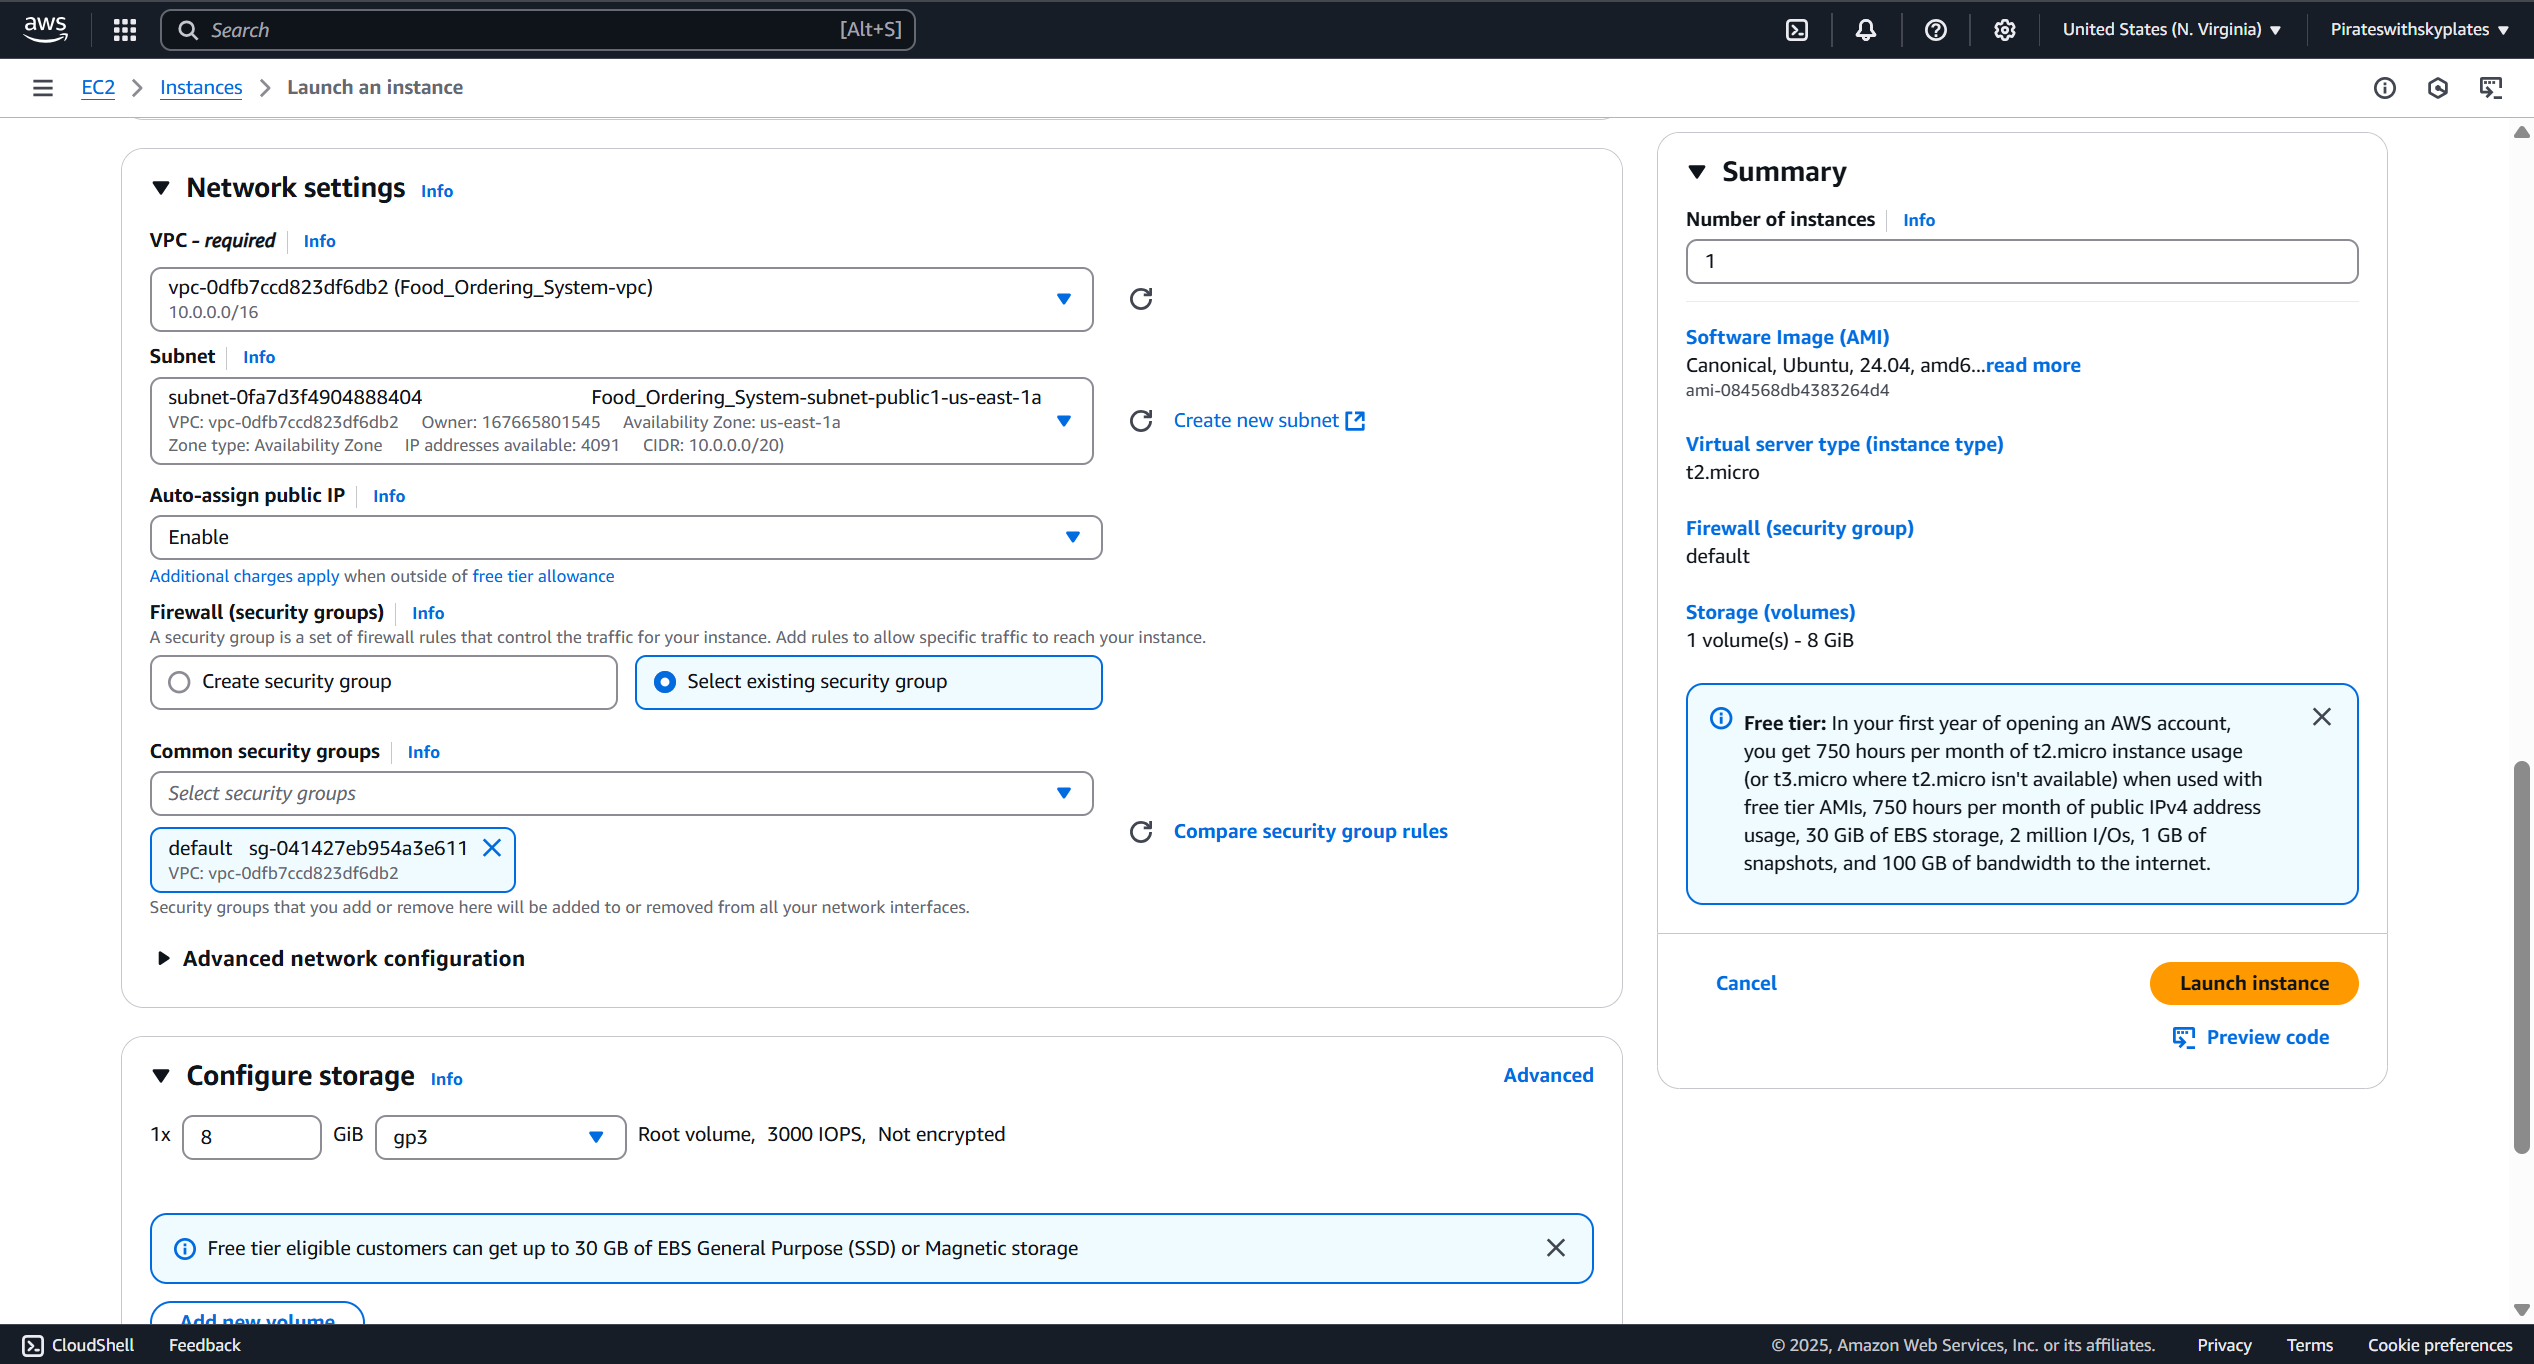 aws
Search [Alt+S]
United States (N. Virginia)
Pirateswithskyplates
EC2 Instances Launch an instance
Network settings Info
VPC - required Info
vpc-0dfb7ccd823df6db2 (Food_Ordering_System-vpc)
10.0.0.0/16
Subnet Info
subnet-0fa7d3f4904888404 Food_Ordering_System-subnet-public1-us-east-1a
VPC: vpc-0dfb7ccd823df6db2 Owner: 167665801545 Availability Zone: us-east-1a
Zone type: Availability Zone IP addresses available: 4091 CIDR: 10.0.0.0/20)
Create new subnet
Auto-assign public IP Info
Enable
Additional charges apply when outside of free tier allowance
Firewall (security groups) Info
A security group is a set of firewall rules that control the traffic for your instance. Add rules to allow specific traffic to reach your instance.
Create security group
Select existing security group
Common security groups Info
Select security groups
default sg-041427eb954a3e611
VPC: vpc-0dfb7ccd823df6db2
Compare security group rules
Security groups that you add or remove here will be added to or removed from all your network interfaces.
Advanced network configuration
Configure storage Info
Advanced
1x 8 GiB gp3 Root volume, 3000 IOPS, Not encrypted
Free tier eligible customers can get up to 30 GB of EBS General Purpose (SSD) or Magnetic storage
Add new volume
Summary
Number of instances Info
1
Software Image (AMI)
Canonical, Ubuntu, 24.04, amd6...read more
ami-084568db4383264d4
Virtual server type (instance type)
t2.micro
Firewall (security group)
default
Storage (volumes)
1 volume(s) - 8 GiB
Free tier: In your first year of opening an AWS account,
you get 750 hours per month of t2.micro instance usage
(or t3.micro where t2.micro isn't available) when used with
free tier AMIs, 750 hours per month of public IPv4 address
usage, 30 GiB of EBS storage, 2 million I/Os, 1 GB of
snapshots, and 100 GB of bandwidth to the internet.
Cancel
Launch instance
Preview code
CloudShell Feedback
© 2025, Amazon Web Services, Inc. or its affiliates. Privacy Terms Cookie preferences